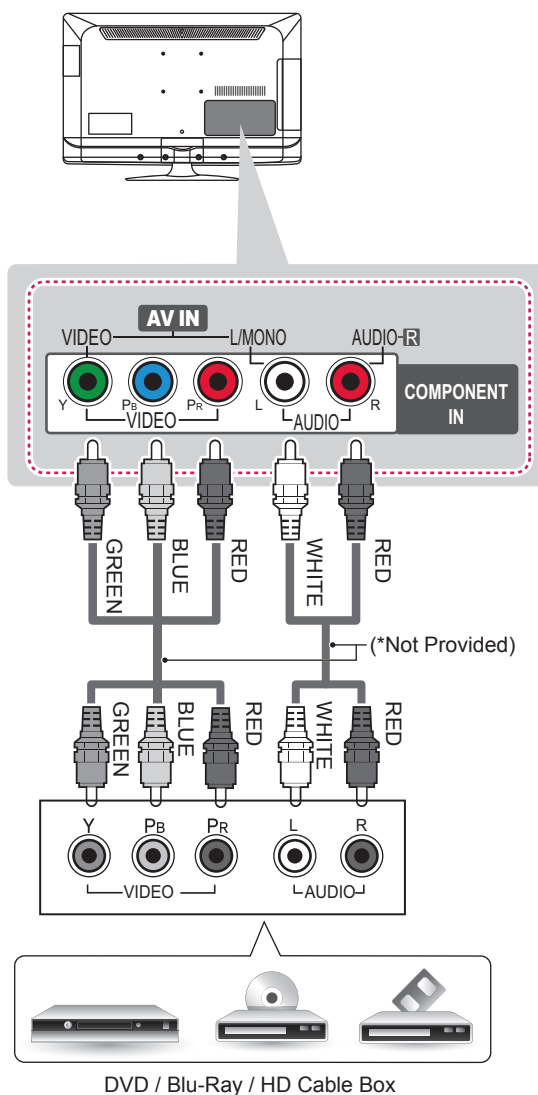 AV IN
VIDEO L/MONO AUDIO R
Y PB PR L R
VIDEO AUDIO
COMPONENT
IN
GREEN BLUE RED WHITE RED
(*Not Provided)
GREEN BLUE RED WHITE RED
Y PB PR L R
VIDEO AUDIO
DVD / Blu-Ray / HD Cable Box